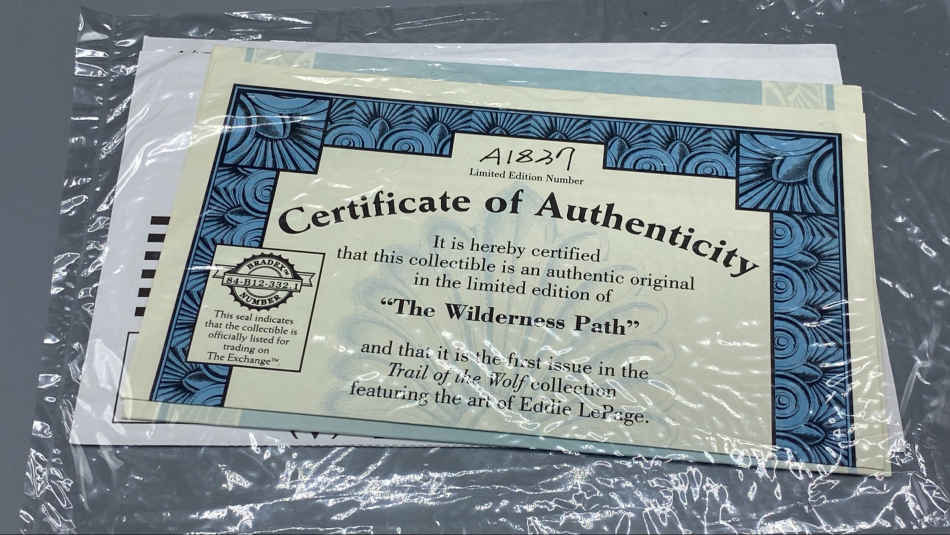 A1837
Limited Edition Number
Certificate of Authenticity
It is hereby certified
that this collectible is an authentic original
in the limited edition of
“The Wilderness Path”
and that it is the first issue in the
Trail of the Wolf collection
featuring the art of Eddie LePage.
BRADEX™
84-B12-332.1
NUMBER
This seal indicates
that the collectible is
officially listed for
trading on
The Exchange™